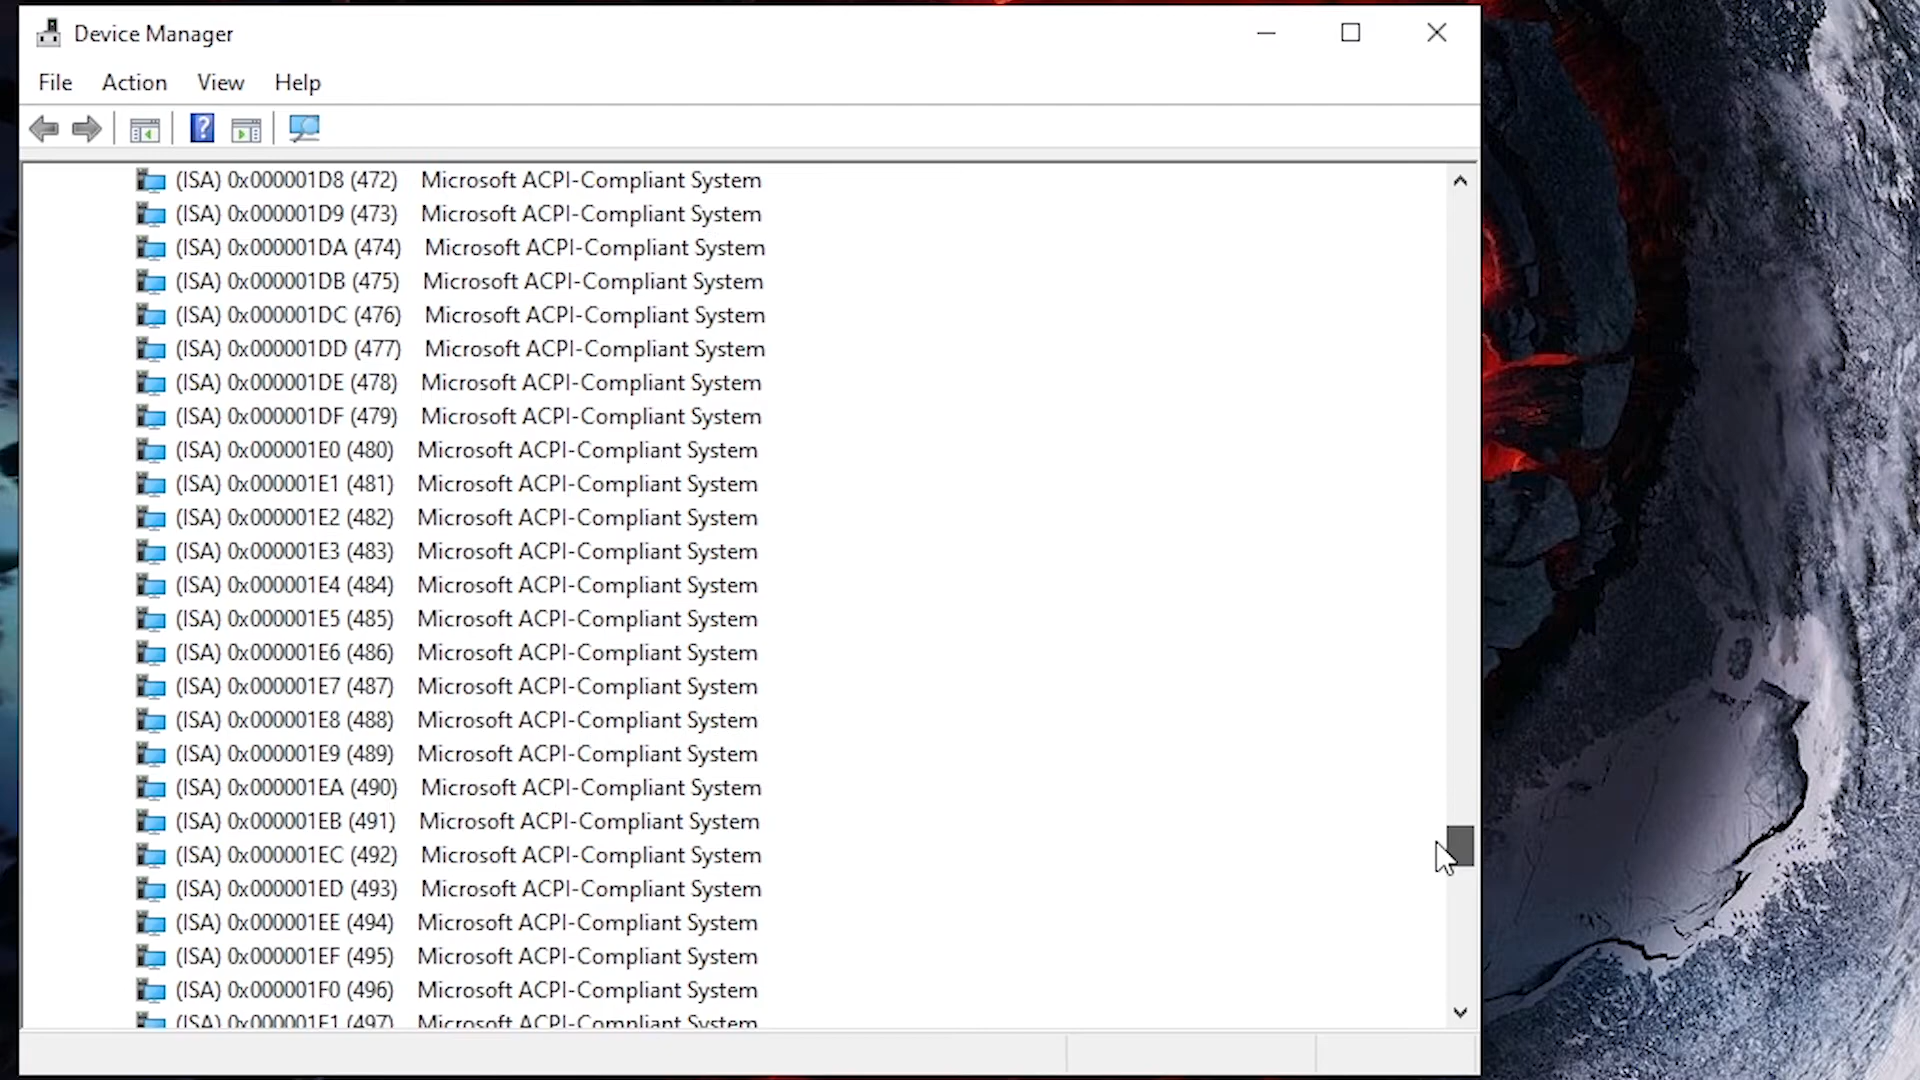 Device Manager
File Action View Help
(ISA) 0x000001D8 (472) Microsoft ACPI-Compliant System
(ISA) 0x000001D9 (473) Microsoft ACPI-Compliant System
(ISA) 0x000001DA (474) Microsoft ACPI-Compliant System
(ISA) 0x000001DB (475) Microsoft ACPI-Compliant System
(ISA) 0x000001DC (476) Microsoft ACPI-Compliant System
(ISA) 0x000001DD (477) Microsoft ACPI-Compliant System
(ISA) 0x000001DE (478) Microsoft ACPI-Compliant System
(ISA) 0x000001DF (479) Microsoft ACPI-Compliant System
(ISA) 0x000001E0 (480) Microsoft ACPI-Compliant System
(ISA) 0x000001E1 (481) Microsoft ACPI-Compliant System
(ISA) 0x000001E2 (482) Microsoft ACPI-Compliant System
(ISA) 0x000001E3 (483) Microsoft ACPI-Compliant System
(ISA) 0x000001E4 (484) Microsoft ACPI-Compliant System
(ISA) 0x000001E5 (485) Microsoft ACPI-Compliant System
(ISA) 0x000001E6 (486) Microsoft ACPI-Compliant System
(ISA) 0x000001E7 (487) Microsoft ACPI-Compliant System
(ISA) 0x000001E8 (488) Microsoft ACPI-Compliant System
(ISA) 0x000001E9 (489) Microsoft ACPI-Compliant System
(ISA) 0x000001EA (490) Microsoft ACPI-Compliant System
(ISA) 0x000001EB (491) Microsoft ACPI-Compliant System
(ISA) 0x000001EC (492) Microsoft ACPI-Compliant System
(ISA) 0x000001ED (493) Microsoft ACPI-Compliant System
(ISA) 0x000001EE (494) Microsoft ACPI-Compliant System
(ISA) 0x000001EF (495) Microsoft ACPI-Compliant System
(ISA) 0x000001F0 (496) Microsoft ACPI-Compliant System
(ISA) 0x000001F1 (497) Microsoft ACPI-Compliant System